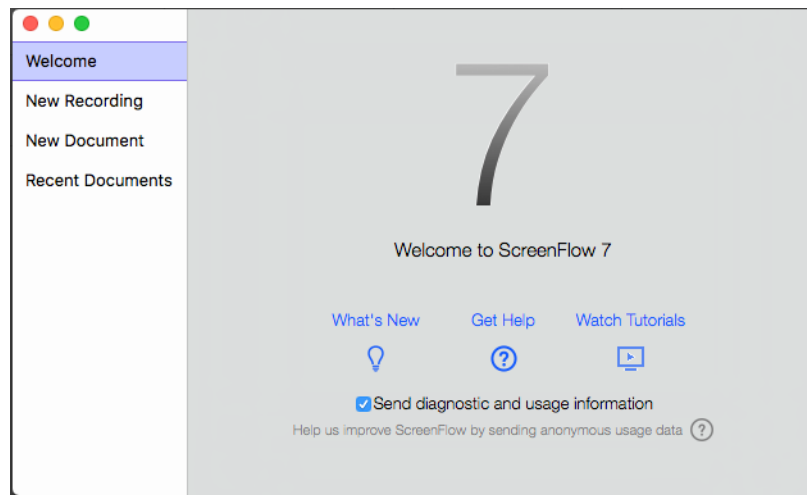 Welcome
New Recording
New Document
Recent Documents
7
Welcome to ScreenFlow 7
What's New
Get Help
Watch Tutorials
?
Send diagnostic and usage information
Help us improve ScreenFlow by sending anonymous usage data ?